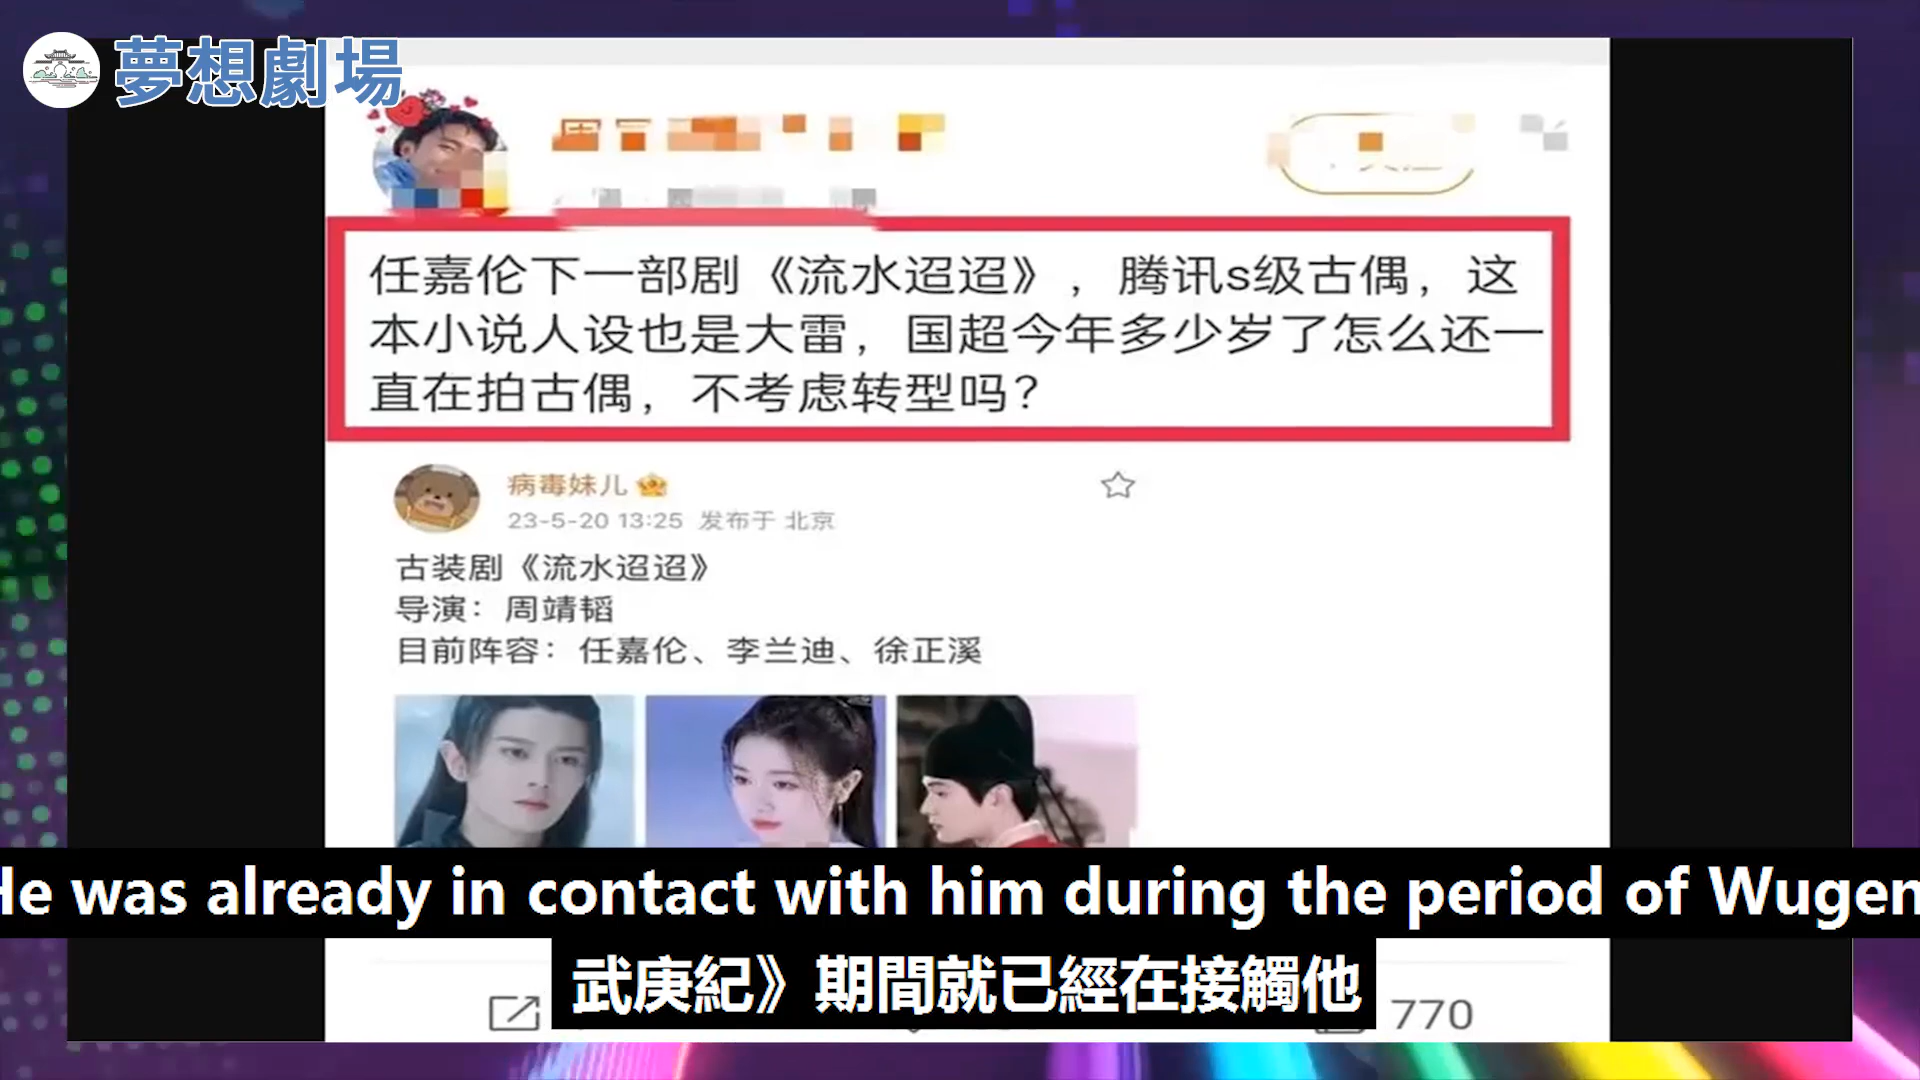 夢想劇場
任嘉伦下一部剧《流水迢迢》，腾讯s级古偶，这
本小说人设也是大雷，国超今年多少岁了怎么还一
直在拍古偶，不考虑转型吗？
病毒妹儿
23-5-20 13:25 发布于 北京
古装剧《流水迢迢》
导演：周靖韬
目前阵容：任嘉伦、李兰迪、徐正溪
He was already in contact with him during the period of Wugen
武庚紀》期間就已經在接觸他
770